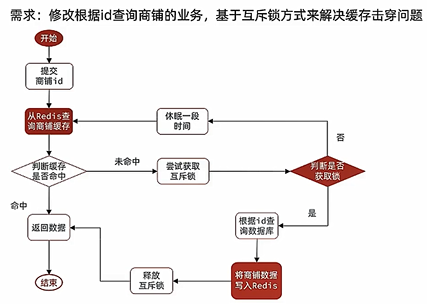 需求：修改根据id查询商铺的业务，基于互斥锁方式来解决缓存击穿问题
开始
提交
商铺id
从Redis查
询商铺缓存
休眠一段
时间
否
判断缓存
是否命中
未命中
尝试获取
互斥锁
判断是否
获取锁
命中
是
返回数据
根据id查
询数据库
结束
释放
互斥锁
将商铺数据
写入Redis